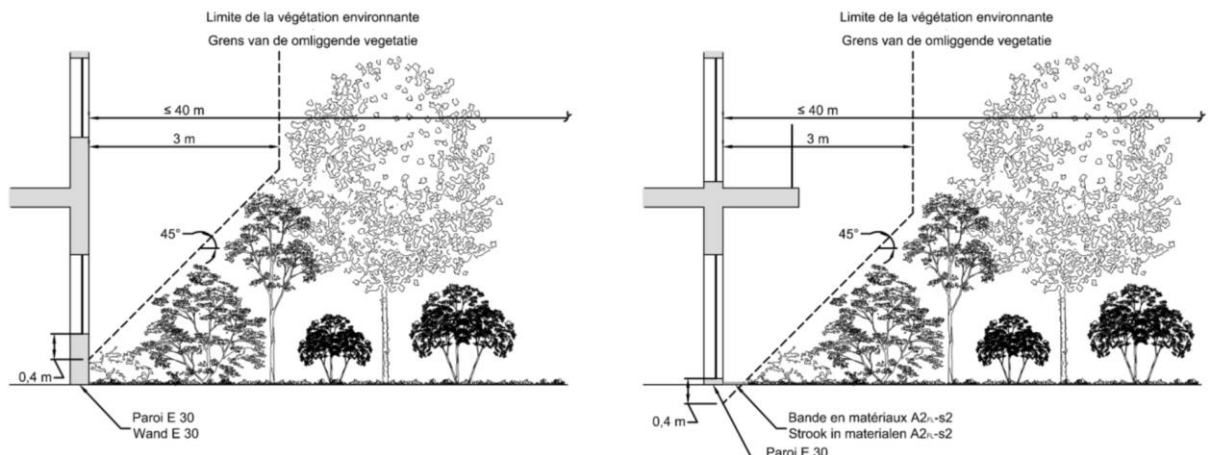 Limite de la végétation environnante
Grens van de omliggende vegetatie
≤ 40 m
3 m
45°
0,4 m
Paroi E 30
Wand E 30
Limite de la végétation environnante
Grens van de omliggende vegetatie
≤ 40 m
3 m
45°
0,4 m
Bande en matériaux A2FL-s2
Strook in materialen A2FL-s2
Paroi E 30